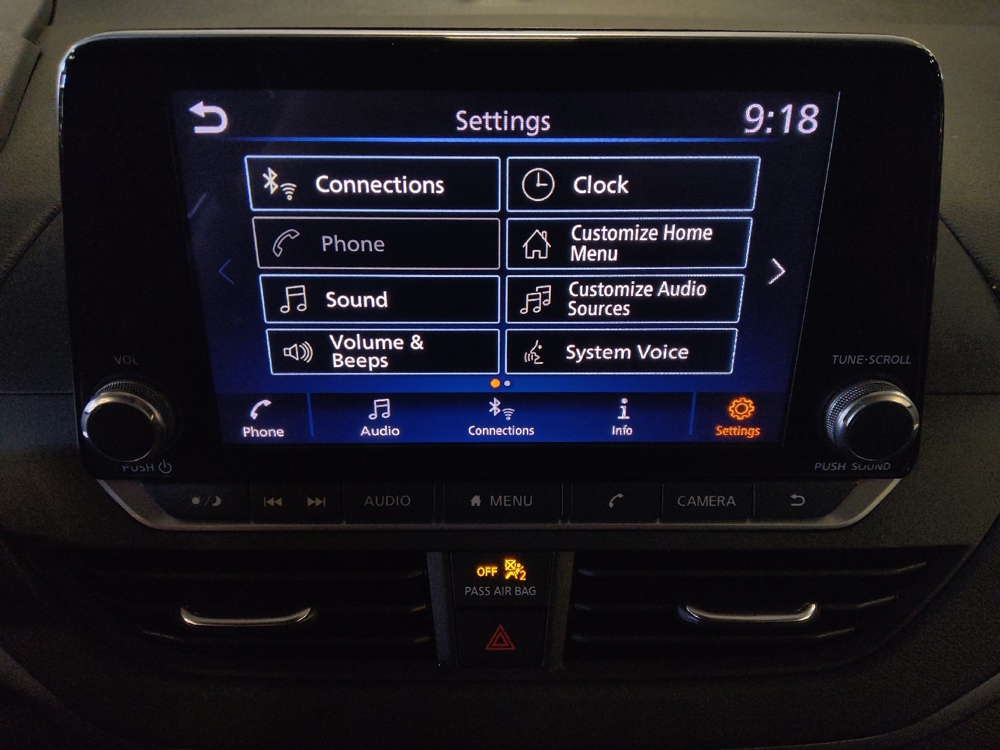 Settings
9:18
Connections
Clock
Phone
Customize Home
Menu
Sound
Customize Audio
Sources
Volume &
Beeps
System Voice
VOL
TUNE·SCROLL
Phone
Audio
Connections
Info
Settings
PUSH
PUSH SOUND
AUDIO
MENU
CAMERA
OFF
2
PASS AIR BAG